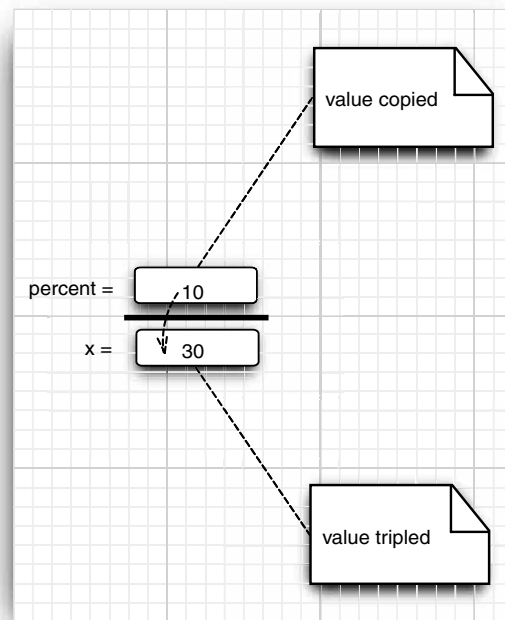 value copied
percent = 10
x = 30
value tripled